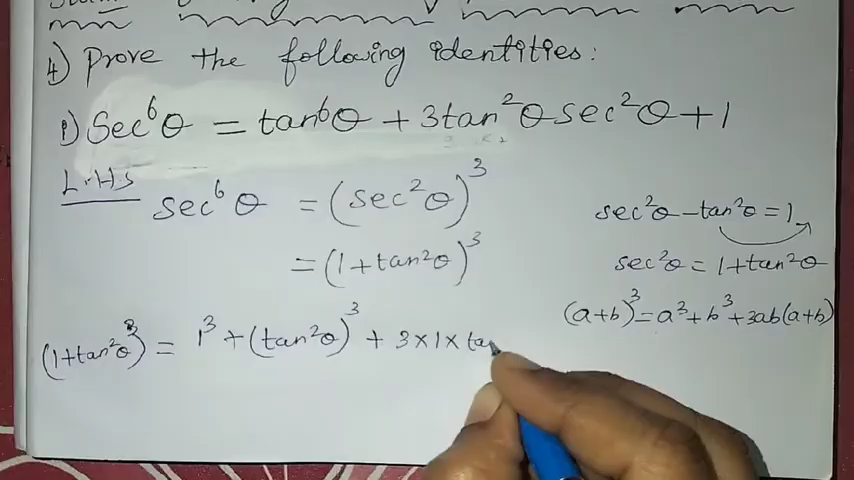 4) Prove the following identities:
i) Sec⁶θ = tan⁶θ + 3tan²θ sec²θ + 1
L.H.S
sec⁶θ = (sec²θ)³
= (1+tan²θ)³
sec²θ - tan²θ = 1
sec²θ = 1+tan²θ
(a+b)³ = a³+b³+3ab(a+b)
(1+tan²θ)³ = 1³ + (tan²θ)³ + 3×1×ta